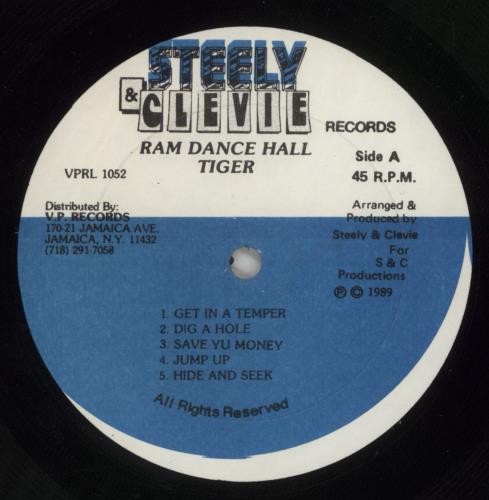 STEELY
& CLEVIE
RECORDS
RAM DANCE HALL
TIGER
VPRL 1052
Side A
45 R.P.M.
Distributed By:
V.P. RECORDS
170-21 JAMAICA AVE.
JAMAICA, N.Y. 11432
(718) 291-7058
Arranged &
Produced by
Steely & Clevie
For
S & C
Productions
℗ © 1989
1. GET IN A TEMPER
2. DIG A HOLE
3. SAVE YU MONEY
4. JUMP UP
5. HIDE AND SEEK
All Rights Reserved